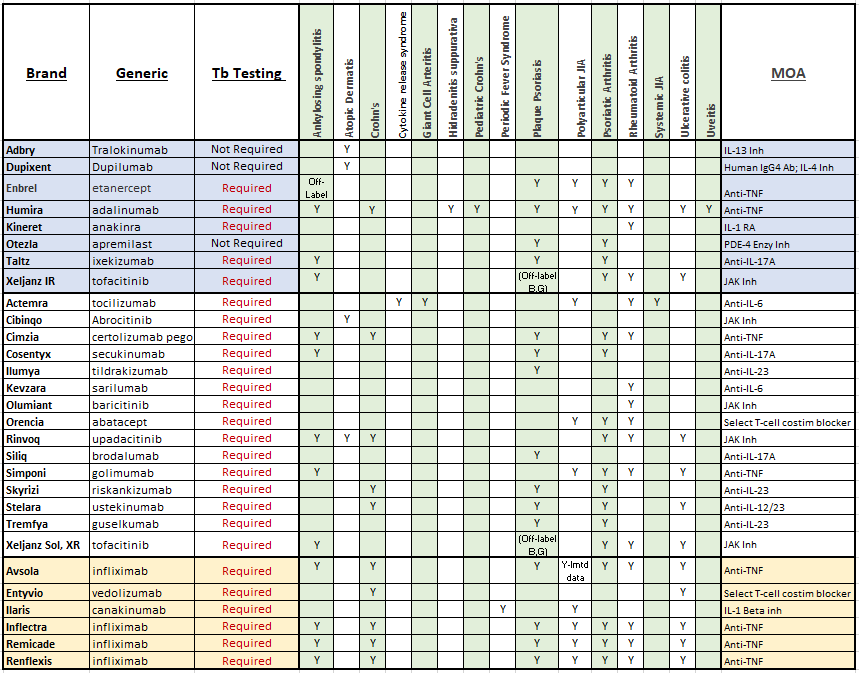 Brand Generic Tb Testing Ankylosing spondylitis Atopic Dermatis Crohn's Cytokine release syndrome Giant Cell Arteritis Hidradenitis suppurativa Pediatric Crohn's Periodic Fever Syndrome Plaque Psoriasis Polyarticular JIA Psoriatic Arthritis Rheumatoid Arthritis Systemic JIA Ulcerative colitis Uveitis MOA
Adbry Tralokinumab Not Required Y IL-13 Inh
Dupixent Dupilumab Not Required Y Human IgG4 Ab; IL-4 Inh
Enbrel etanercept Required Off-Label Y Y Y Y Anti-TNF
Humira adalinumab Required Y Y Y Y Y Y Y Y Y Y Anti-TNF
Kineret anakinra Required Y IL-1 RA
Otezla apremilast Not Required Y Y PDE-4 Enzy Inh
Taltz ixekizumab Required Y Y Y Anti-IL-17A
Xeljanz IR tofacitinib Required Y (Off-label B,G) Y Y Y JAK Inh
Actemra tocilizumab Required Y Y Y Y Y Anti-IL-6
Cibinqo Abrocitinib Required Y JAK Inh
Cimzia certolizumab pego Required Y Y Y Y Y Anti-TNF
Cosentyx secukinumab Required Y Y Y Anti-IL-17A
Ilumya tildrakizumab Required Y Anti-IL-23
Kevzara sarilumab Required Y Anti-IL-6
Olumiant baricitinib Required Y JAK Inh
Orencia abatacept Required Y Y Y Select T-cell costim blocker
Rinvoq upadacitinib Required Y Y Y Y Y Y JAK Inh
Siliq brodalumab Required Y Anti-IL-17A
Simponi golimumab Required Y Y Y Y Y Anti-TNF
Skyrizi riskankizumab Required Y Y Y Anti-IL-23
Stelara ustekinumab Required Y Y Y Y Anti-IL-12/23
Tremfya guselkumab Required Y Y Anti-IL-23
Xeljanz Sol, XR tofacitinib Required Y (Off-label B,G) Y Y Y JAK Inh
Avsola infliximab Required Y Y Y Y-lmtd data Y Y Y Anti-TNF
Entyvio vedolizumab Required Y Y Select T-cell costim blocker
Ilaris canakinumab Required Y Y IL-1 Beta inh
Inflectra infliximab Required Y Y Y Y Y Y Y Anti-TNF
Remicade infliximab Required Y Y Y Y Y Y Y Anti-TNF
Renflexis infliximab Required Y Y Y Y Y Y Y Anti-TNF